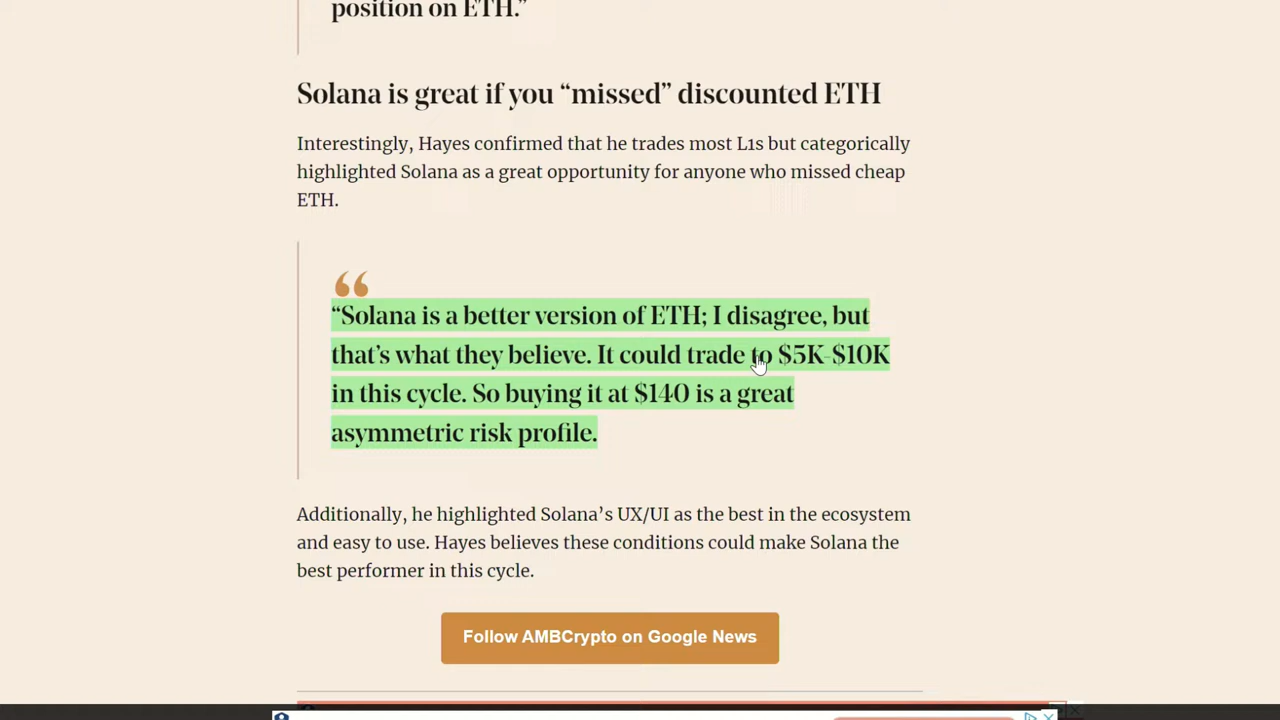 position on ETH.”
Solana is great if you “missed” discounted ETH
Interestingly, Hayes confirmed that he trades most L1s but categorically
highlighted Solana as a great opportunity for anyone who missed cheap
ETH.
“
“Solana is a better version of ETH; I disagree, but
that’s what they believe. It could trade to $5K-$10K
in this cycle. So buying it at $140 is a great
asymmetric risk profile.
Additionally, he highlighted Solana’s UX/UI as the best in the ecosystem
and easy to use. Hayes believes these conditions could make Solana the
best performer in this cycle.
Follow AMBCrypto on Google News